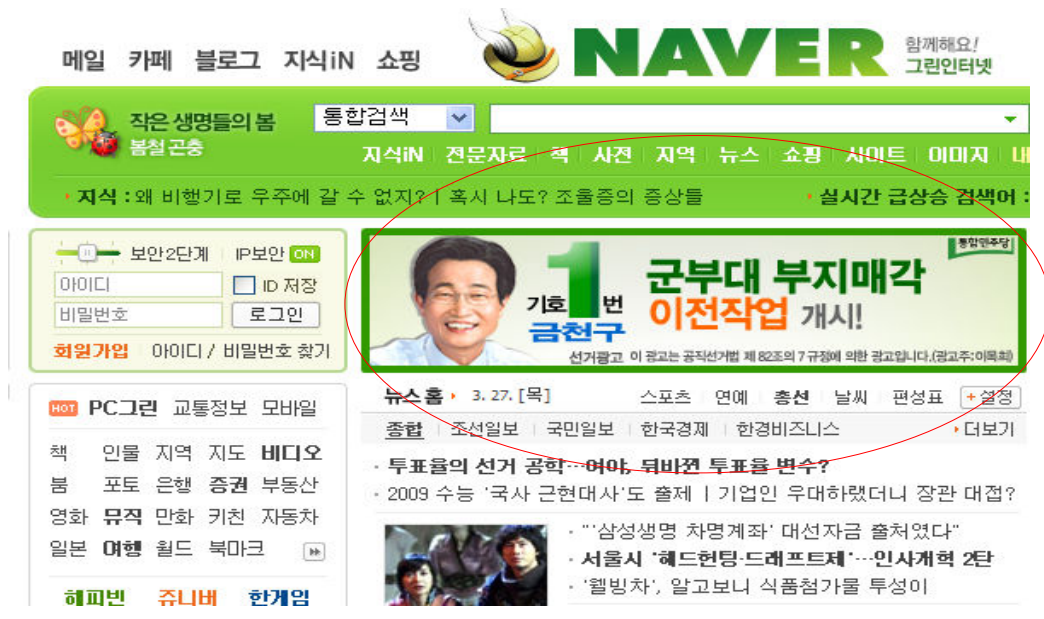 메일 카페 블로그 지식iN 쇼핑
NAVER
함께해요!
그린인터넷
작은 생명들의 봄
봄철 곤충
통합검색
지식iN 전문자료 책 사전 지역 뉴스 쇼핑 사이트 이미지 내
지식 : 왜 비행기로 우주에 갈 수 없지? | 혹시 나도? 조울증의 증상들
실시간 급상승 검색어 :
보안2단계 IP보안 ON
아이디
ID 저장
비밀번호
로그인
회원가입 아이디 / 비밀번호 찾기
통합민주당
기호 1 번
금천구
군부대 부지매각
이전작업 개시!
선거광고 이 광고는 공직선거법 제 82조의 7 규정에 의한 광고입니다.(광고주:이목희)
HOT PC그린 교통정보 모바일
책 인물 지역 지도 비디오
붐 포토 은행 증권 부동산
영화 뮤직 만화 키친 자동차
일본 여행 월드 북마크
해피빈 쥬니버 한게임
뉴스홈 3. 27. [목]
스포츠 연예 총선 날씨 편성표 +설정
종합 조선일보 국민일보 한국경제 한경비즈니스 더보기
· 투표율의 선거 공학…여야, 뒤바뀐 투표율 변수?
· 2009 수능 '국사 근현대사'도 출제 | 기업인 우대하랬더니 장관 대접?
· "'삼성생명 차명계좌' 대선자금 출처였다"
· 서울시 '헤드헌팅·드래프트제'…인사개혁 2탄
· '웰빙차', 알고보니 식품첨가물 투성이